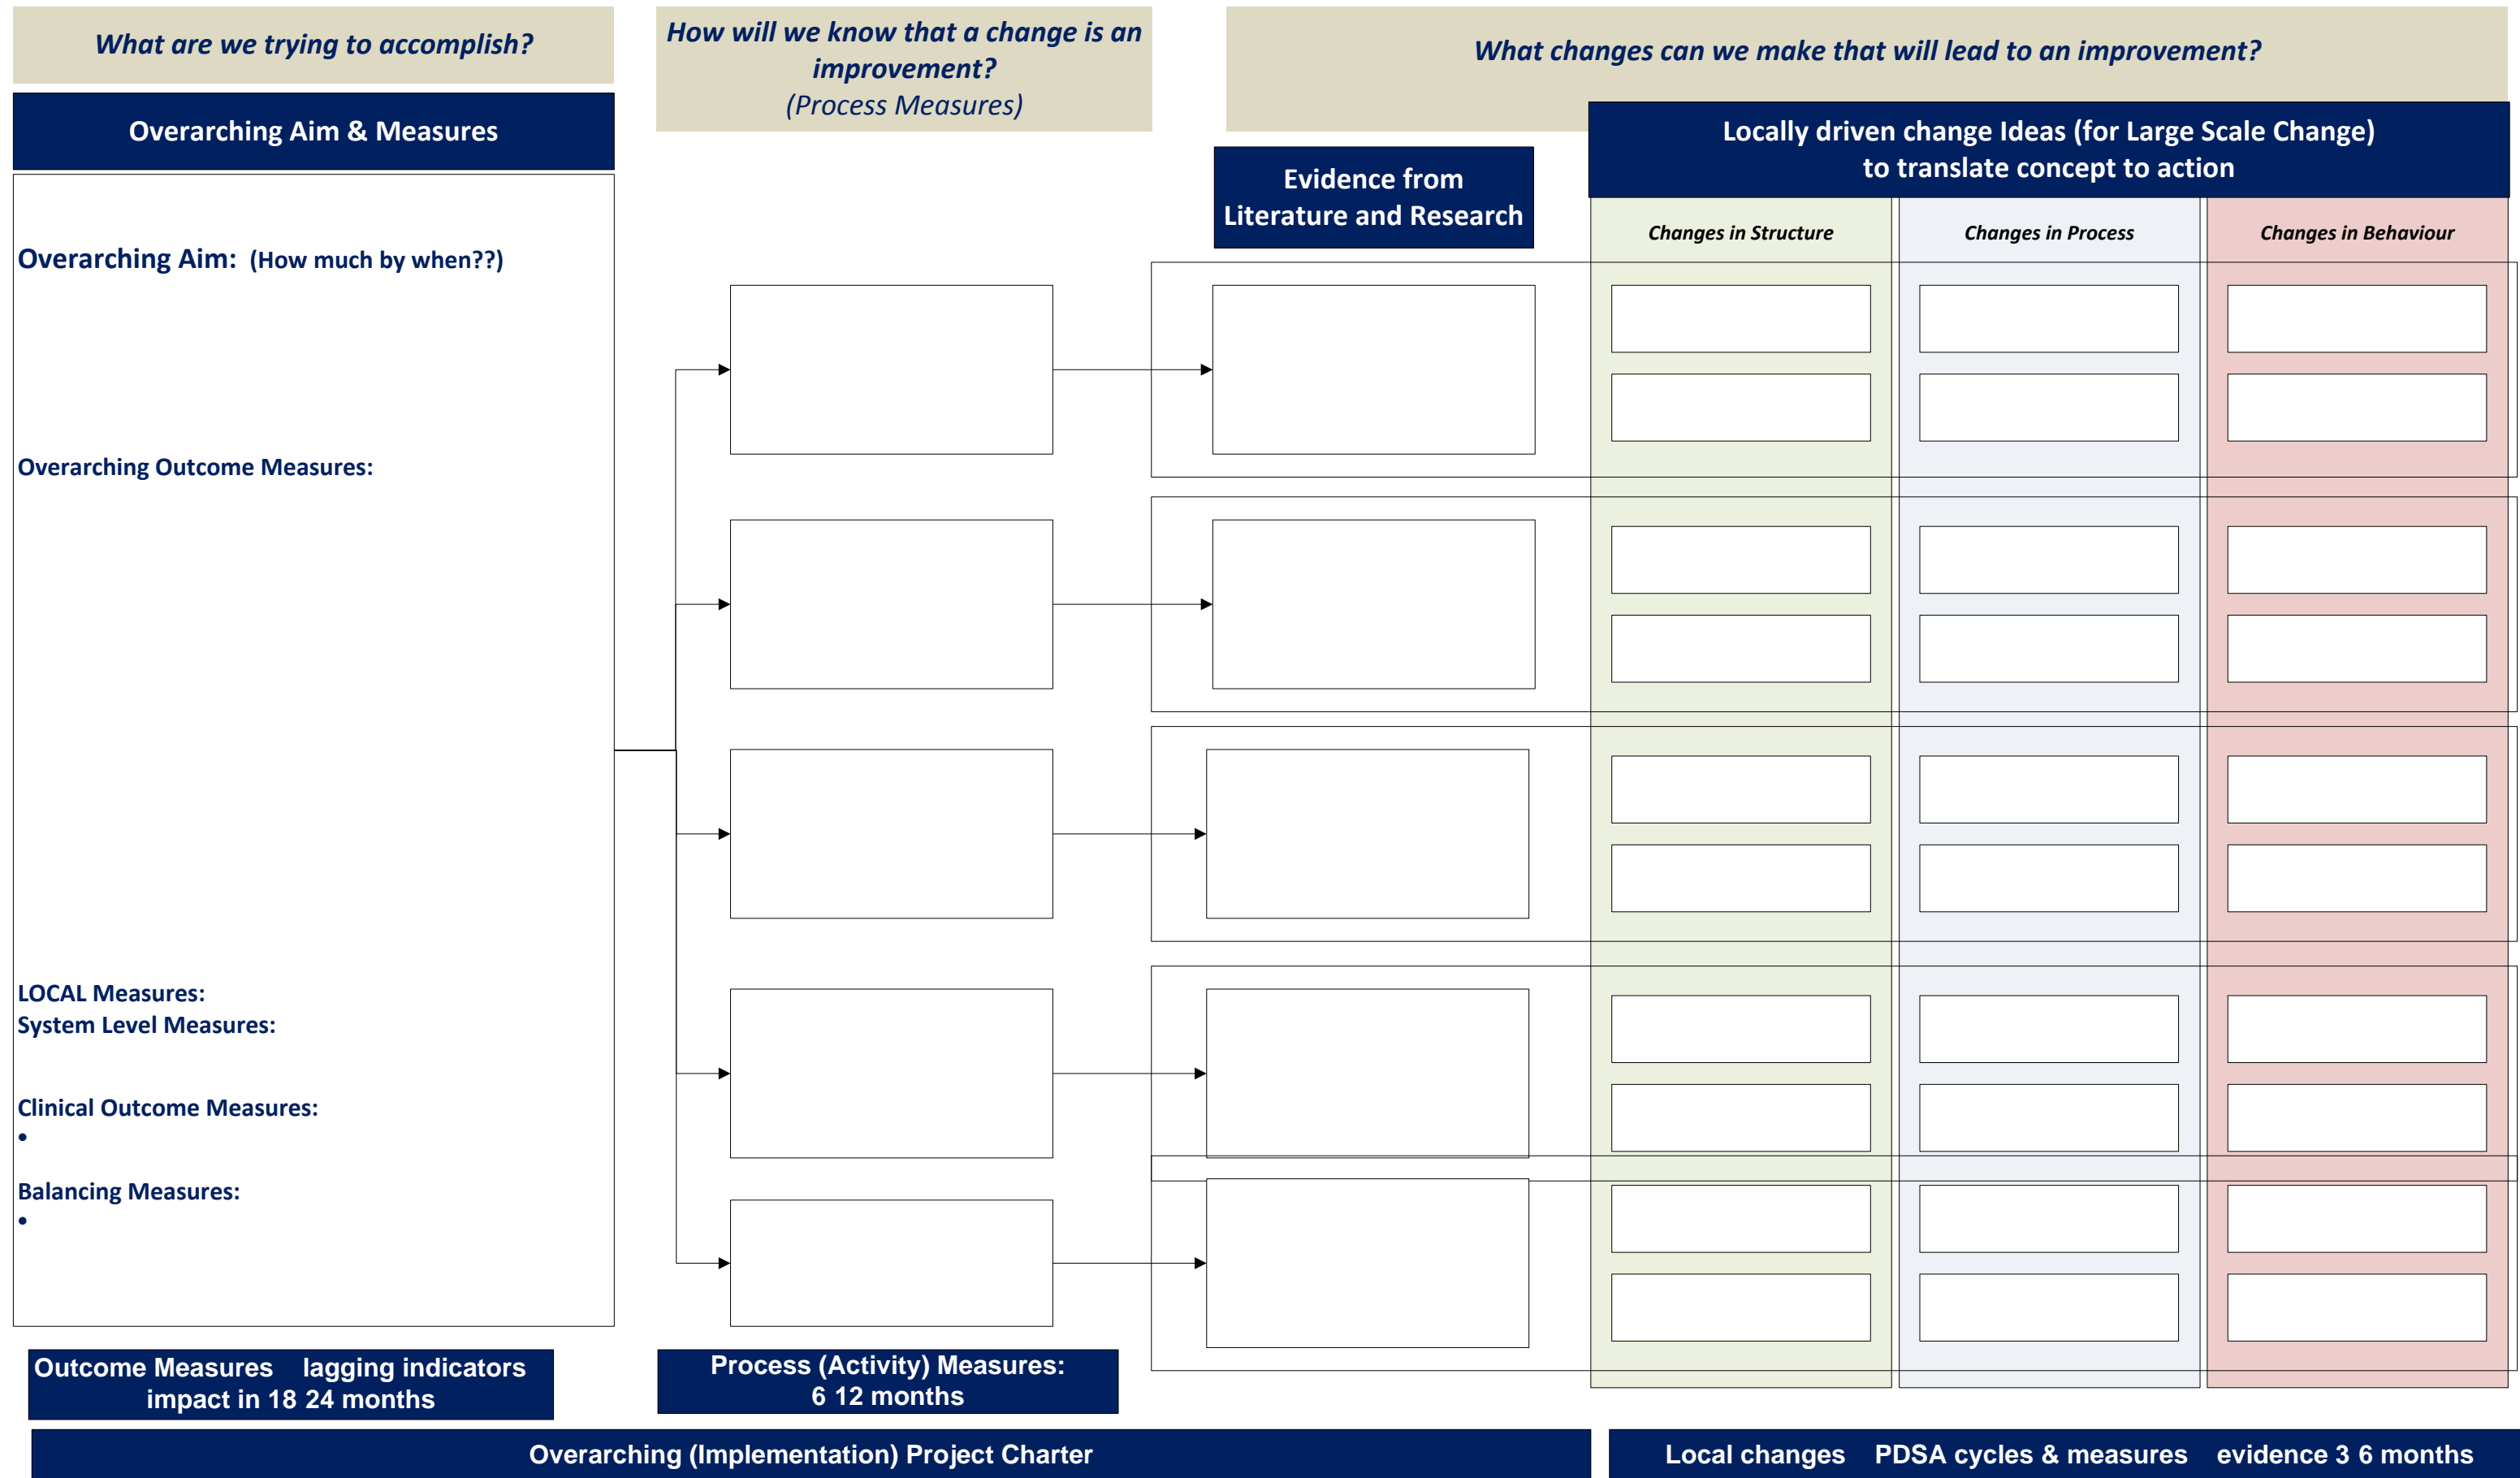 What are we trying to accomplish?
How will we know that a change is an
improvement?
(Process Measures)
What changes can we make that will lead to an improvement?
Overarching Aim & Measures
Evidence from
Literature and Research
Locally driven change Ideas (for Large Scale Change)
to translate concept to action
Changes in Structure
Changes in Process
Changes in Behaviour
Overarching Aim: (How much by when??)
Overarching Outcome Measures:
LOCAL Measures:
System Level Measures:
Clinical Outcome Measures:
•
Balancing Measures:
•
Outcome Measures lagging indicators
impact in 18 24 months
Process (Activity) Measures:
6 12 months
Overarching (Implementation) Project Charter
Local changes PDSA cycles & measures evidence 3 6 months